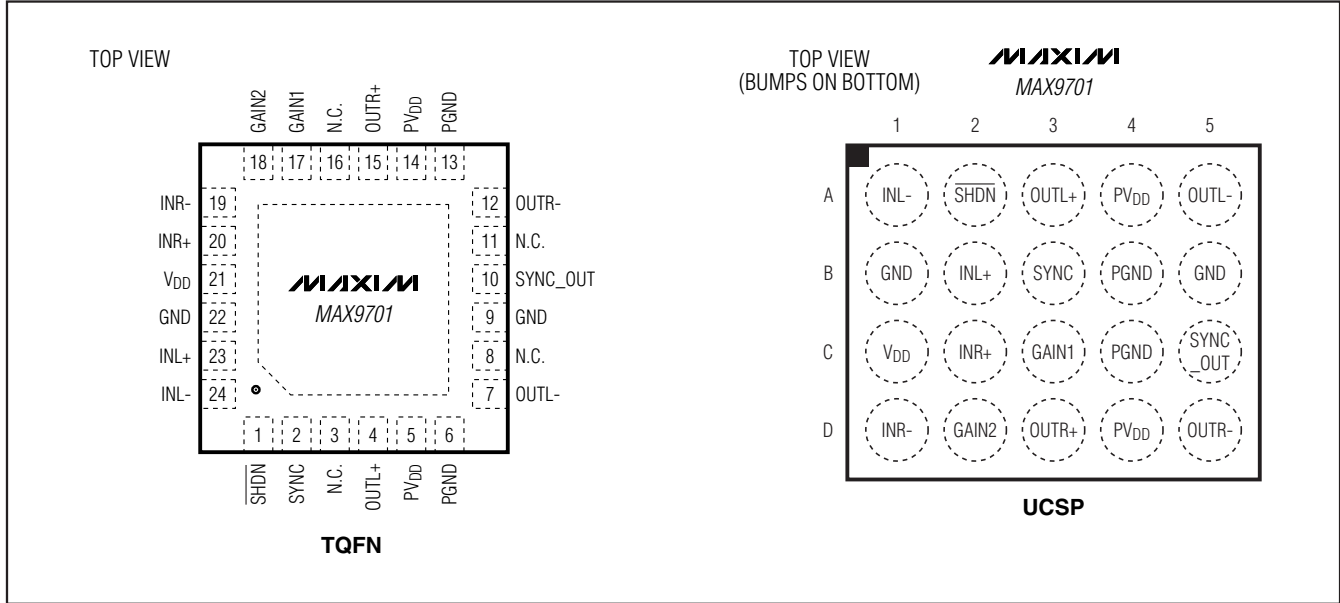 TOP VIEW
GAIN2 GAIN1 N.C. OUTR+ PVDD PGND
18 17 16 15 14 13
INR- 19
INR+ 20
VDD 21
GND 22
INL+ 23
INL- 24
MAXIM
MAX9701
12 OUTR-
11 N.C.
10 SYNC_OUT
9 GND
8 N.C.
7 OUTL-
1 2 3 4 5 6
SHDN SYNC N.C. OUTL+ PVDD PGND
TQFN
TOP VIEW
(BUMPS ON BOTTOM)
MAXIM
MAX9701
1 2 3 4 5
A INL- SHDN OUTL+ PVDD OUTL-
B GND INL+ SYNC PGND GND
C VDD INR+ GAIN1 PGND SYNC
_OUT
D INR- GAIN2 OUTR+ PVDD OUTR-
UCSP